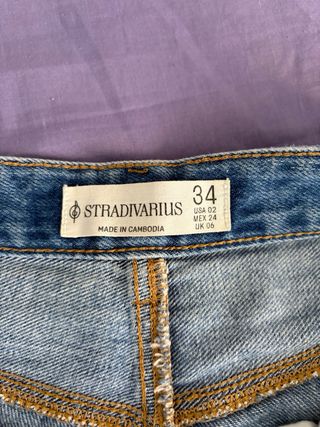 STRADIVARIUS
MADE IN CAMBODIA
34
USA 02
MEX 24
UK 06